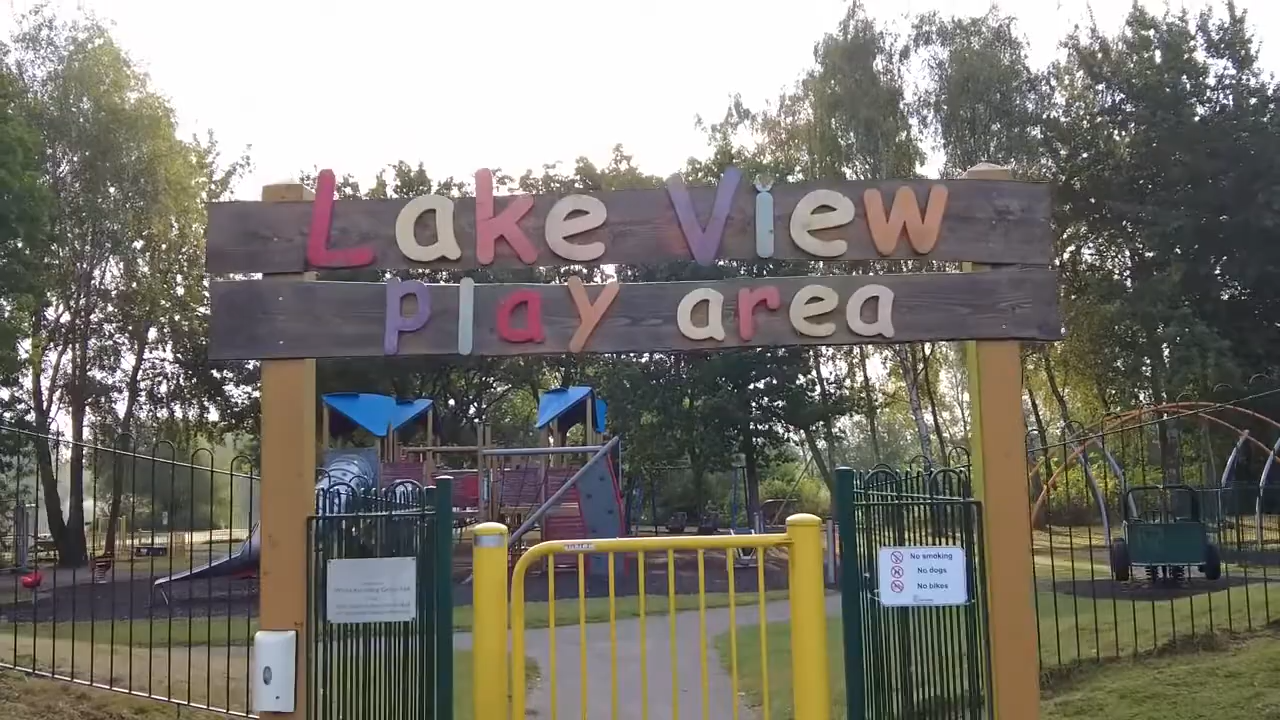 Lake View
play area
No smoking
No dogs
No bikes